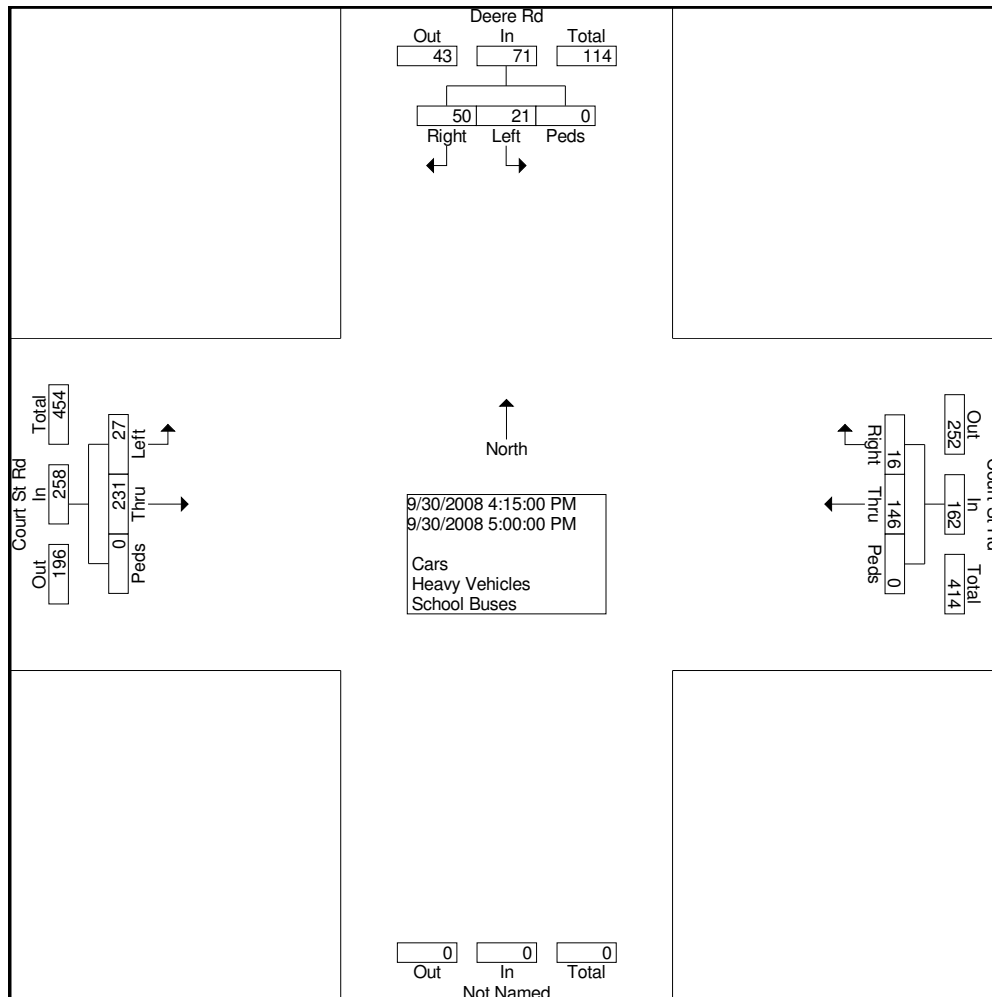 Deere Rd
Out In Total
43 71 114
50 21 0
Right Left Peds
Court St Rd
Total In Out
454 258 196
27 231 0
Left Thru Peds
North
9/30/2008 4:15:00 PM
9/30/2008 5:00:00 PM
Cars
Heavy Vehicles
School Buses
Right Thru Peds
16 146 0
252 162 414
Out In Total
Court St Rd
0 0 0
Out In Total
Not Named